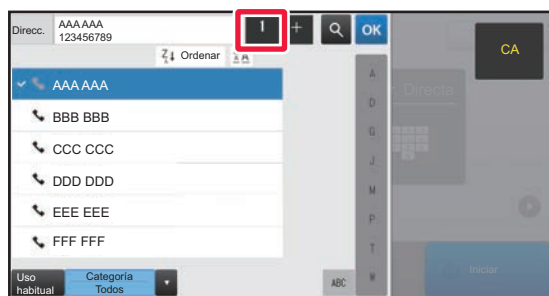 Direcc. AAA AAA
123456789
1 + OK
CA
Ordenar
AAA AAA
BBB BBB
CCC CCC
DDD DDD
EEE EEE
FFF FFF
A
D
G
J
M
P
T
W
Directa
Iniciar
Uso
habitual
Categoría
Todos
ABC